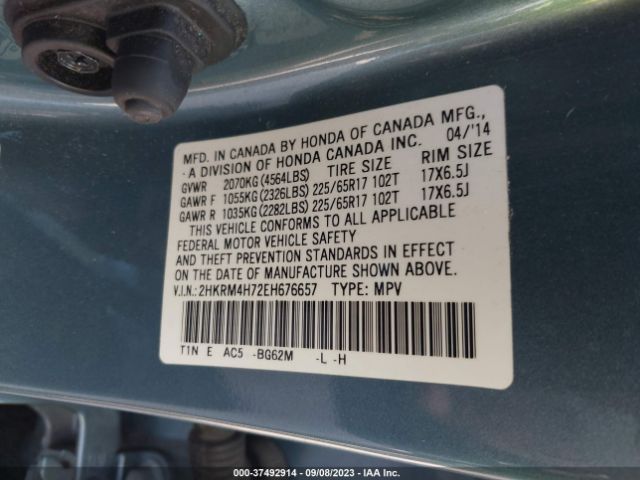 MFD. IN CANADA BY HONDA OF CANADA MFG.,
-A DIVISION OF HONDA CANADA INC. 04/'14
GVWR 2070KG(4564LBS) TIRE SIZE RIM SIZE
GAWR F 1055KG(2326LBS) 225/65R17 102T 17X6.5J
GAWR R 1035KG(2282LBS) 225/65R17 102T 17X6.5J
THIS VEHICLE CONFORMS TO ALL APPLICABLE
FEDERAL MOTOR VEHICLE SAFETY
AND THEFT PREVENTION STANDARDS IN EFFECT
ON THE DATE OF MANUFACTURE SHOWN ABOVE.
V.I.N.:2HKRM4H72EH676657 TYPE: MPV
T1N E AC5 -BG62M -L -H
000-37492914 - 09/08/2023 - IAA Inc. (c)